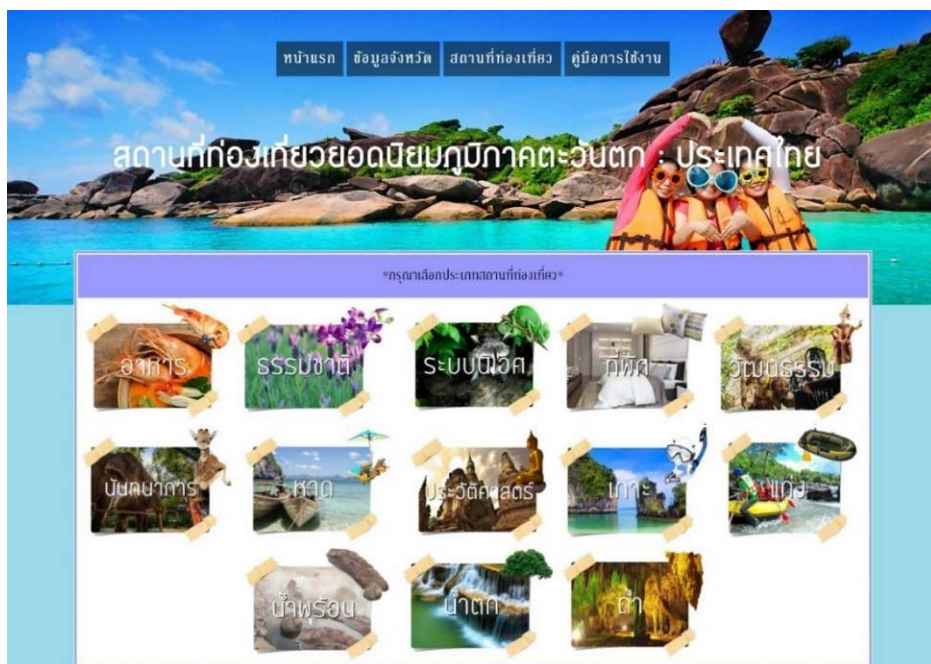 หน้าแรก ข้อมูลจังหวัด สถานที่ท่องเที่ยว คู่มือการใช้งาน
สถานที่ท่องเที่ยวยอดนิยมภูมิภาคตะวันตก : ประเทศไทย
*กรุณาเลือกประเภทสถานที่ท่องเที่ยว*
อาหาร ธรรมชาติ ระบบนิเวศ ที่พัก วัฒนธรรม
นันทนาการ หาด ประวัติศาสตร์ เกาะ แก่ง
น้ำพุร้อน น้ำตก ถ้ำ